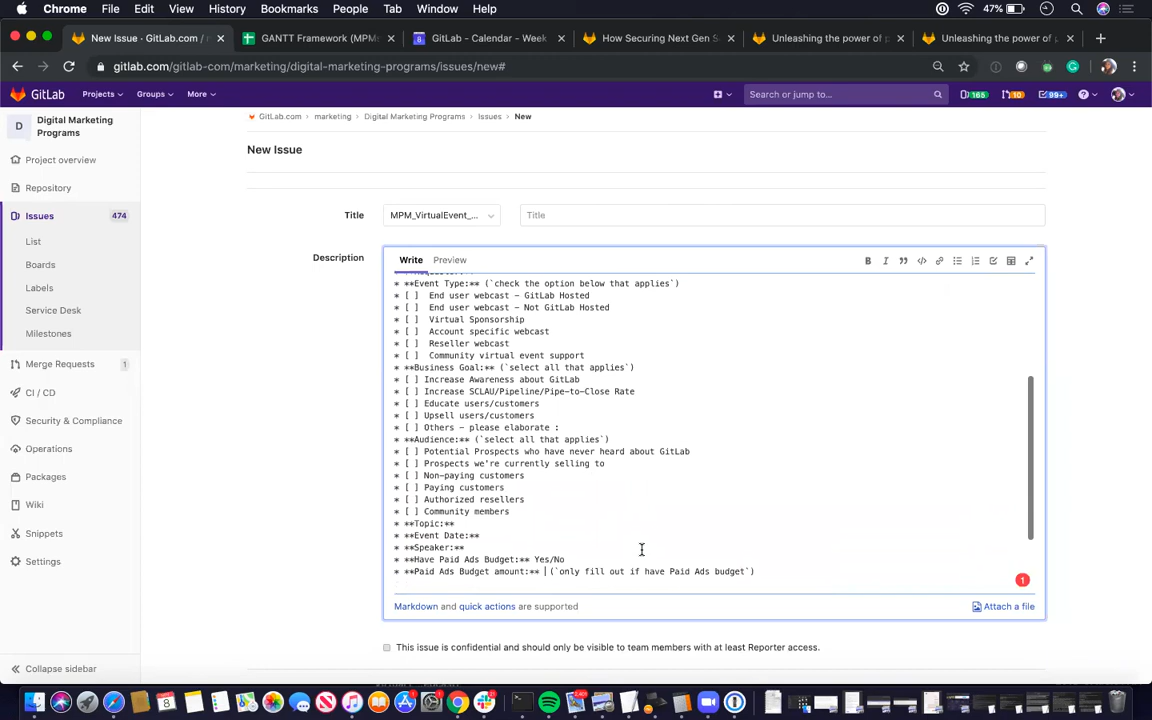 Chrome File Edit View History Bookmarks People Tab Window Help 47%
New Issue · GitLab.com / GANTT Framework (MPM GitLab - Calendar - Week How Securing Next Gen S Unleashing the power of p Unleashing the power of p
gitlab.com/gitlab-com/marketing/digital-marketing-programs/issues/new#
GitLab Projects Groups More Search or jump to... 165 10 99+
D Digital Marketing Programs
GitLab.com › marketing › Digital Marketing Programs › Issues › New
New Issue
Project overview
Repository
Issues 474
List
Boards
Labels
Service Desk
Milestones
Merge Requests 1
CI / CD
Security & Compliance
Operations
Packages
Wiki
Snippets
Settings
Collapse sidebar
Title MPM_VirtualEvent_... Title
Description Write Preview
* **Event Type:** (`check the option below that applies`)
* [ ]  End user webcast - GitLab Hosted
* [ ]  End user webcast - Not GitLab Hosted
* [ ]  Virtual Sponsorship
* [ ]  Account specific webcast
* [ ]  Reseller webcast
* [ ]  Community virtual event support
* **Business Goal:** (`select all that applies`)
* [ ] Increase Awareness about GitLab
* [ ] Increase SCLAU/Pipeline/Pipe-to-Close Rate
* [ ] Educate users/customers
* [ ] Upsell users/customers
* [ ] Others - please elaborate :
* **Audience:** (`select all that applies`)
* [ ] Potential Prospects who have never heard about GitLab
* [ ] Prospects we're currently selling to
* [ ] Non-paying customers
* [ ] Paying customers
* [ ] Authorized resellers
* [ ] Community members
* **Topic:**
* **Event Date:**
* **Speaker:**
* **Have Paid Ads Budget:** Yes/No
* **Paid Ads Budget amount:** (`only fill out if have Paid Ads budget`)
1
Markdown and quick actions are supported Attach a file
This issue is confidential and should only be visible to team members with at least Reporter access.